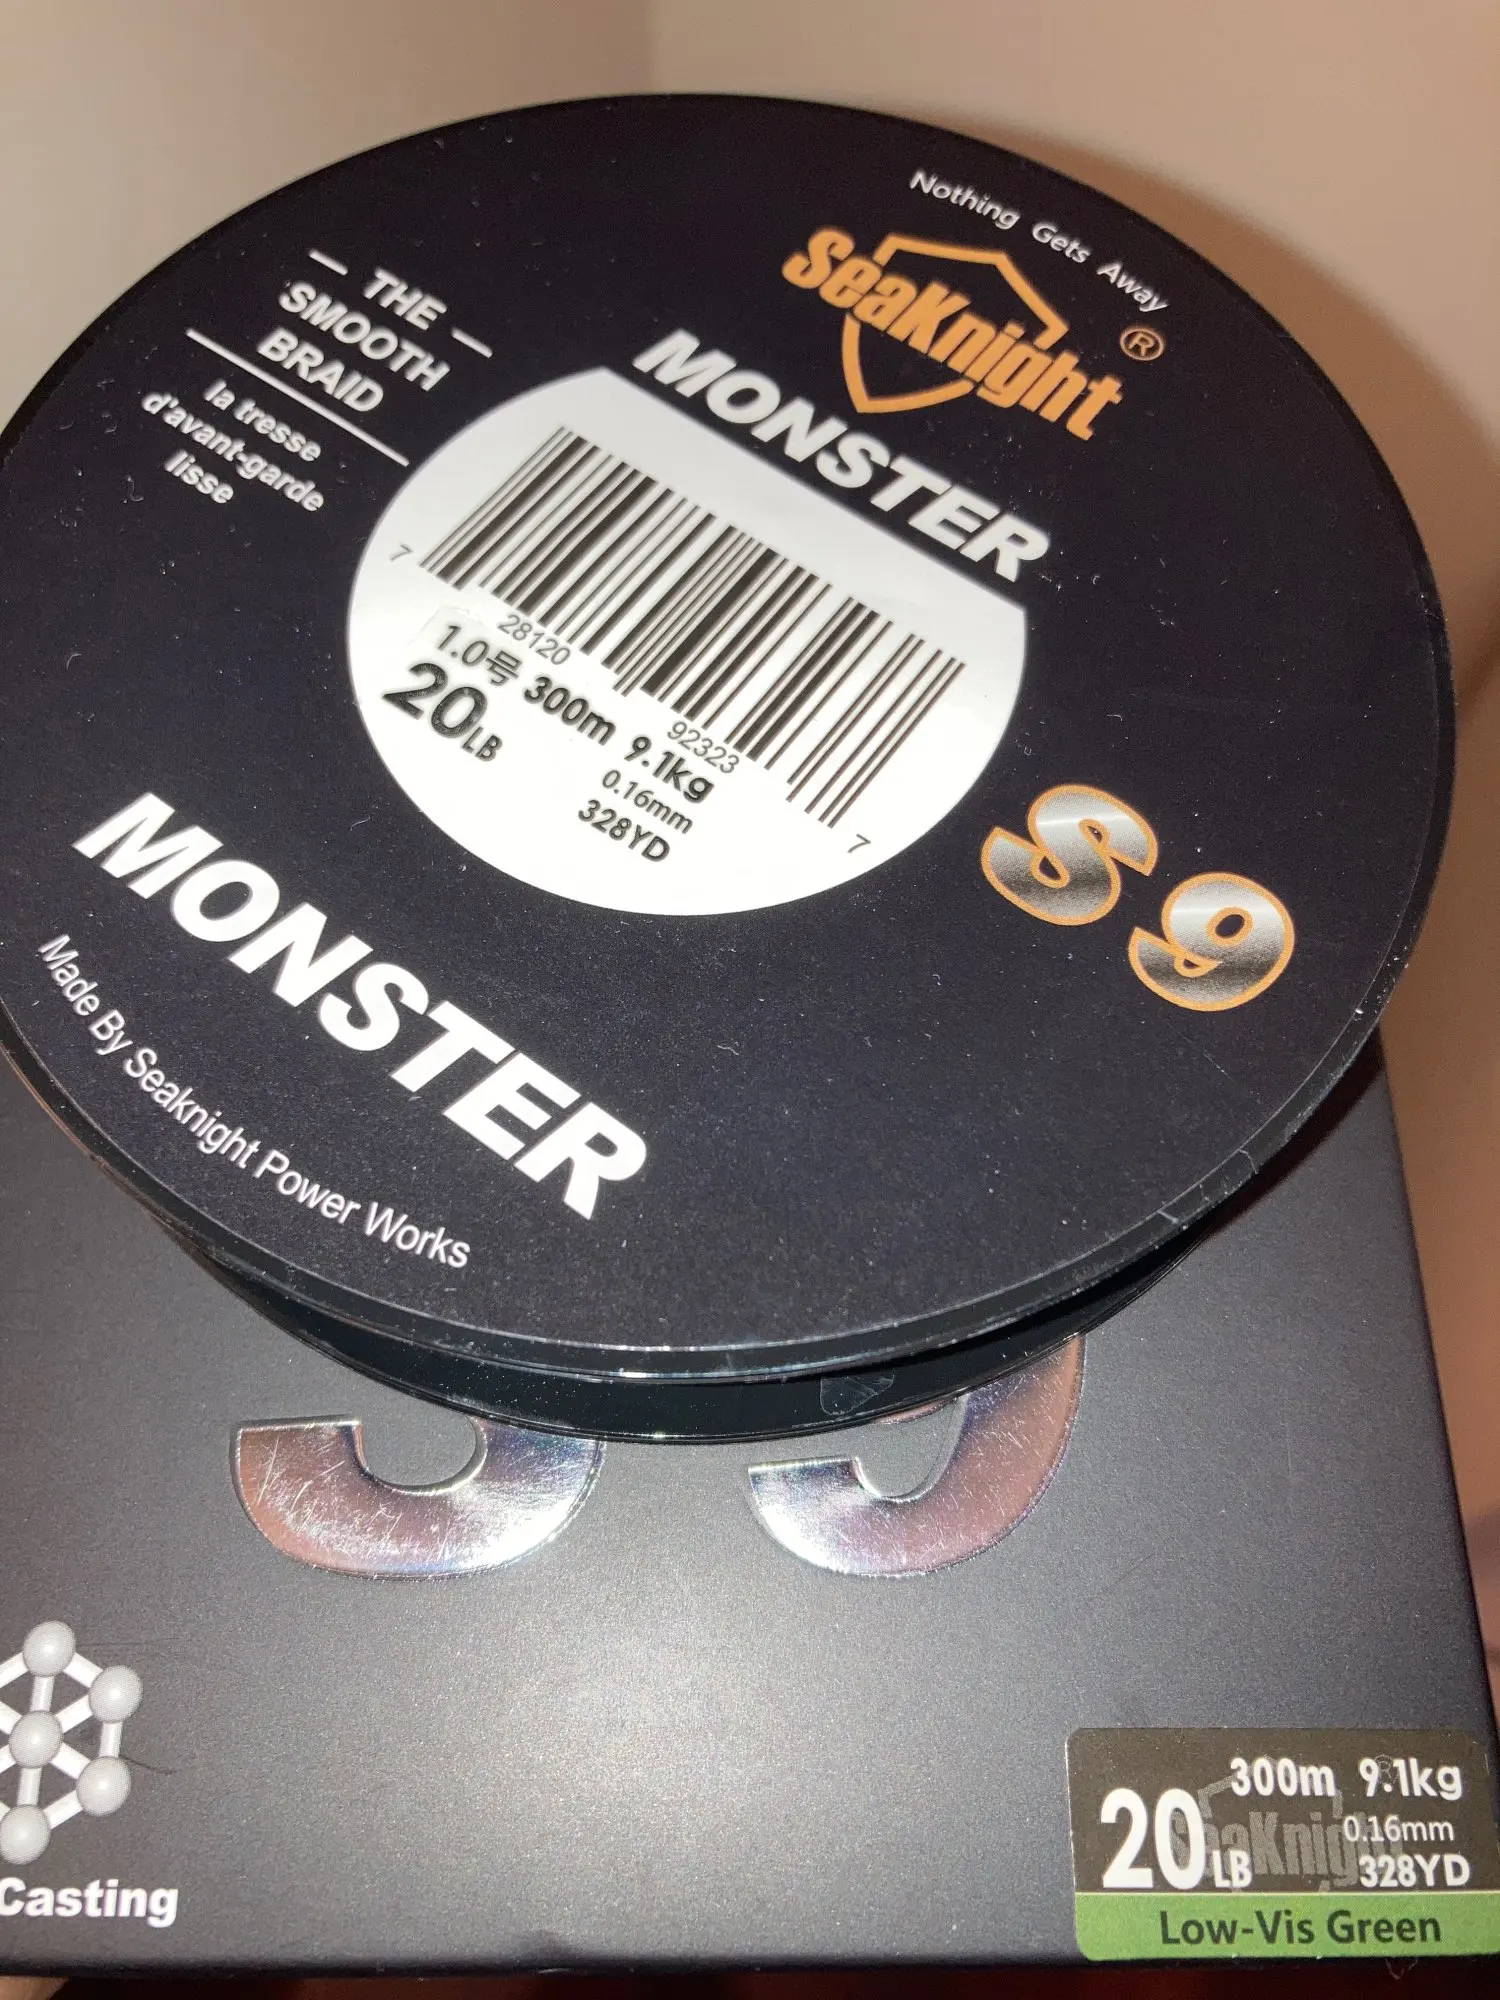 Nothing Gets Away
SeaKnight®
MONSTER
— THE —
SMOOTH
BRAID
la tresse
d'avant-garde
lisse
7 28120 92323 7
1.0号 300m 9.1kg
20LB 0.16mm
328YD
S9
MONSTER
Made By Seaknight Power Works
Casting
300m 9.1kg
20LB 0.16mm
328YD
SeaKnight
Low-Vis Green